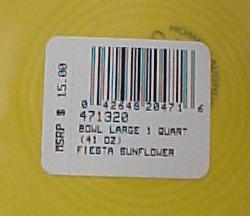 MSRP $ 15.00
0 42648 20471 6
471320
BOWL LARGE 1 QUART
(41 OZ)
FIESTA SUNFLOWER